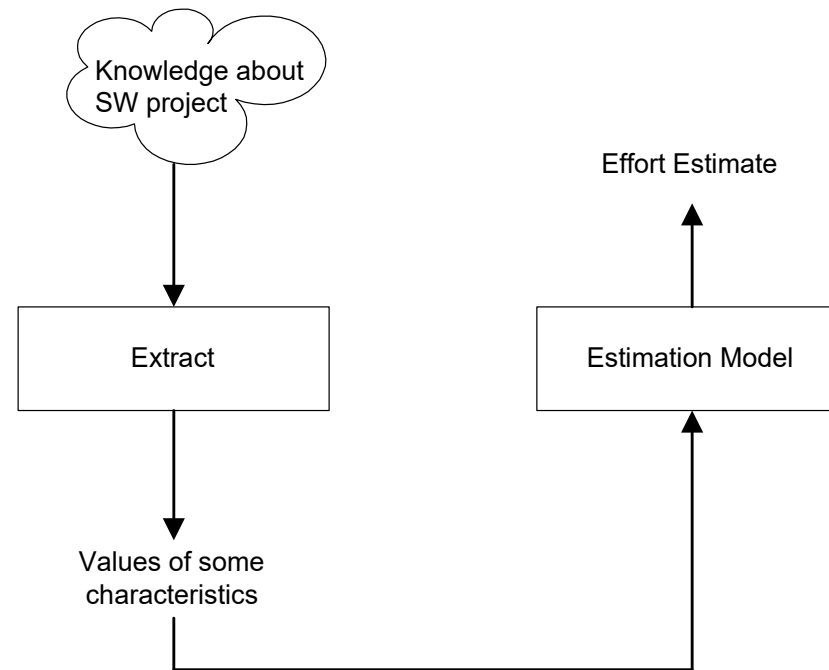 Knowledge about
SW project
Extract
Values of some
characteristics
Estimation Model
Effort Estimate